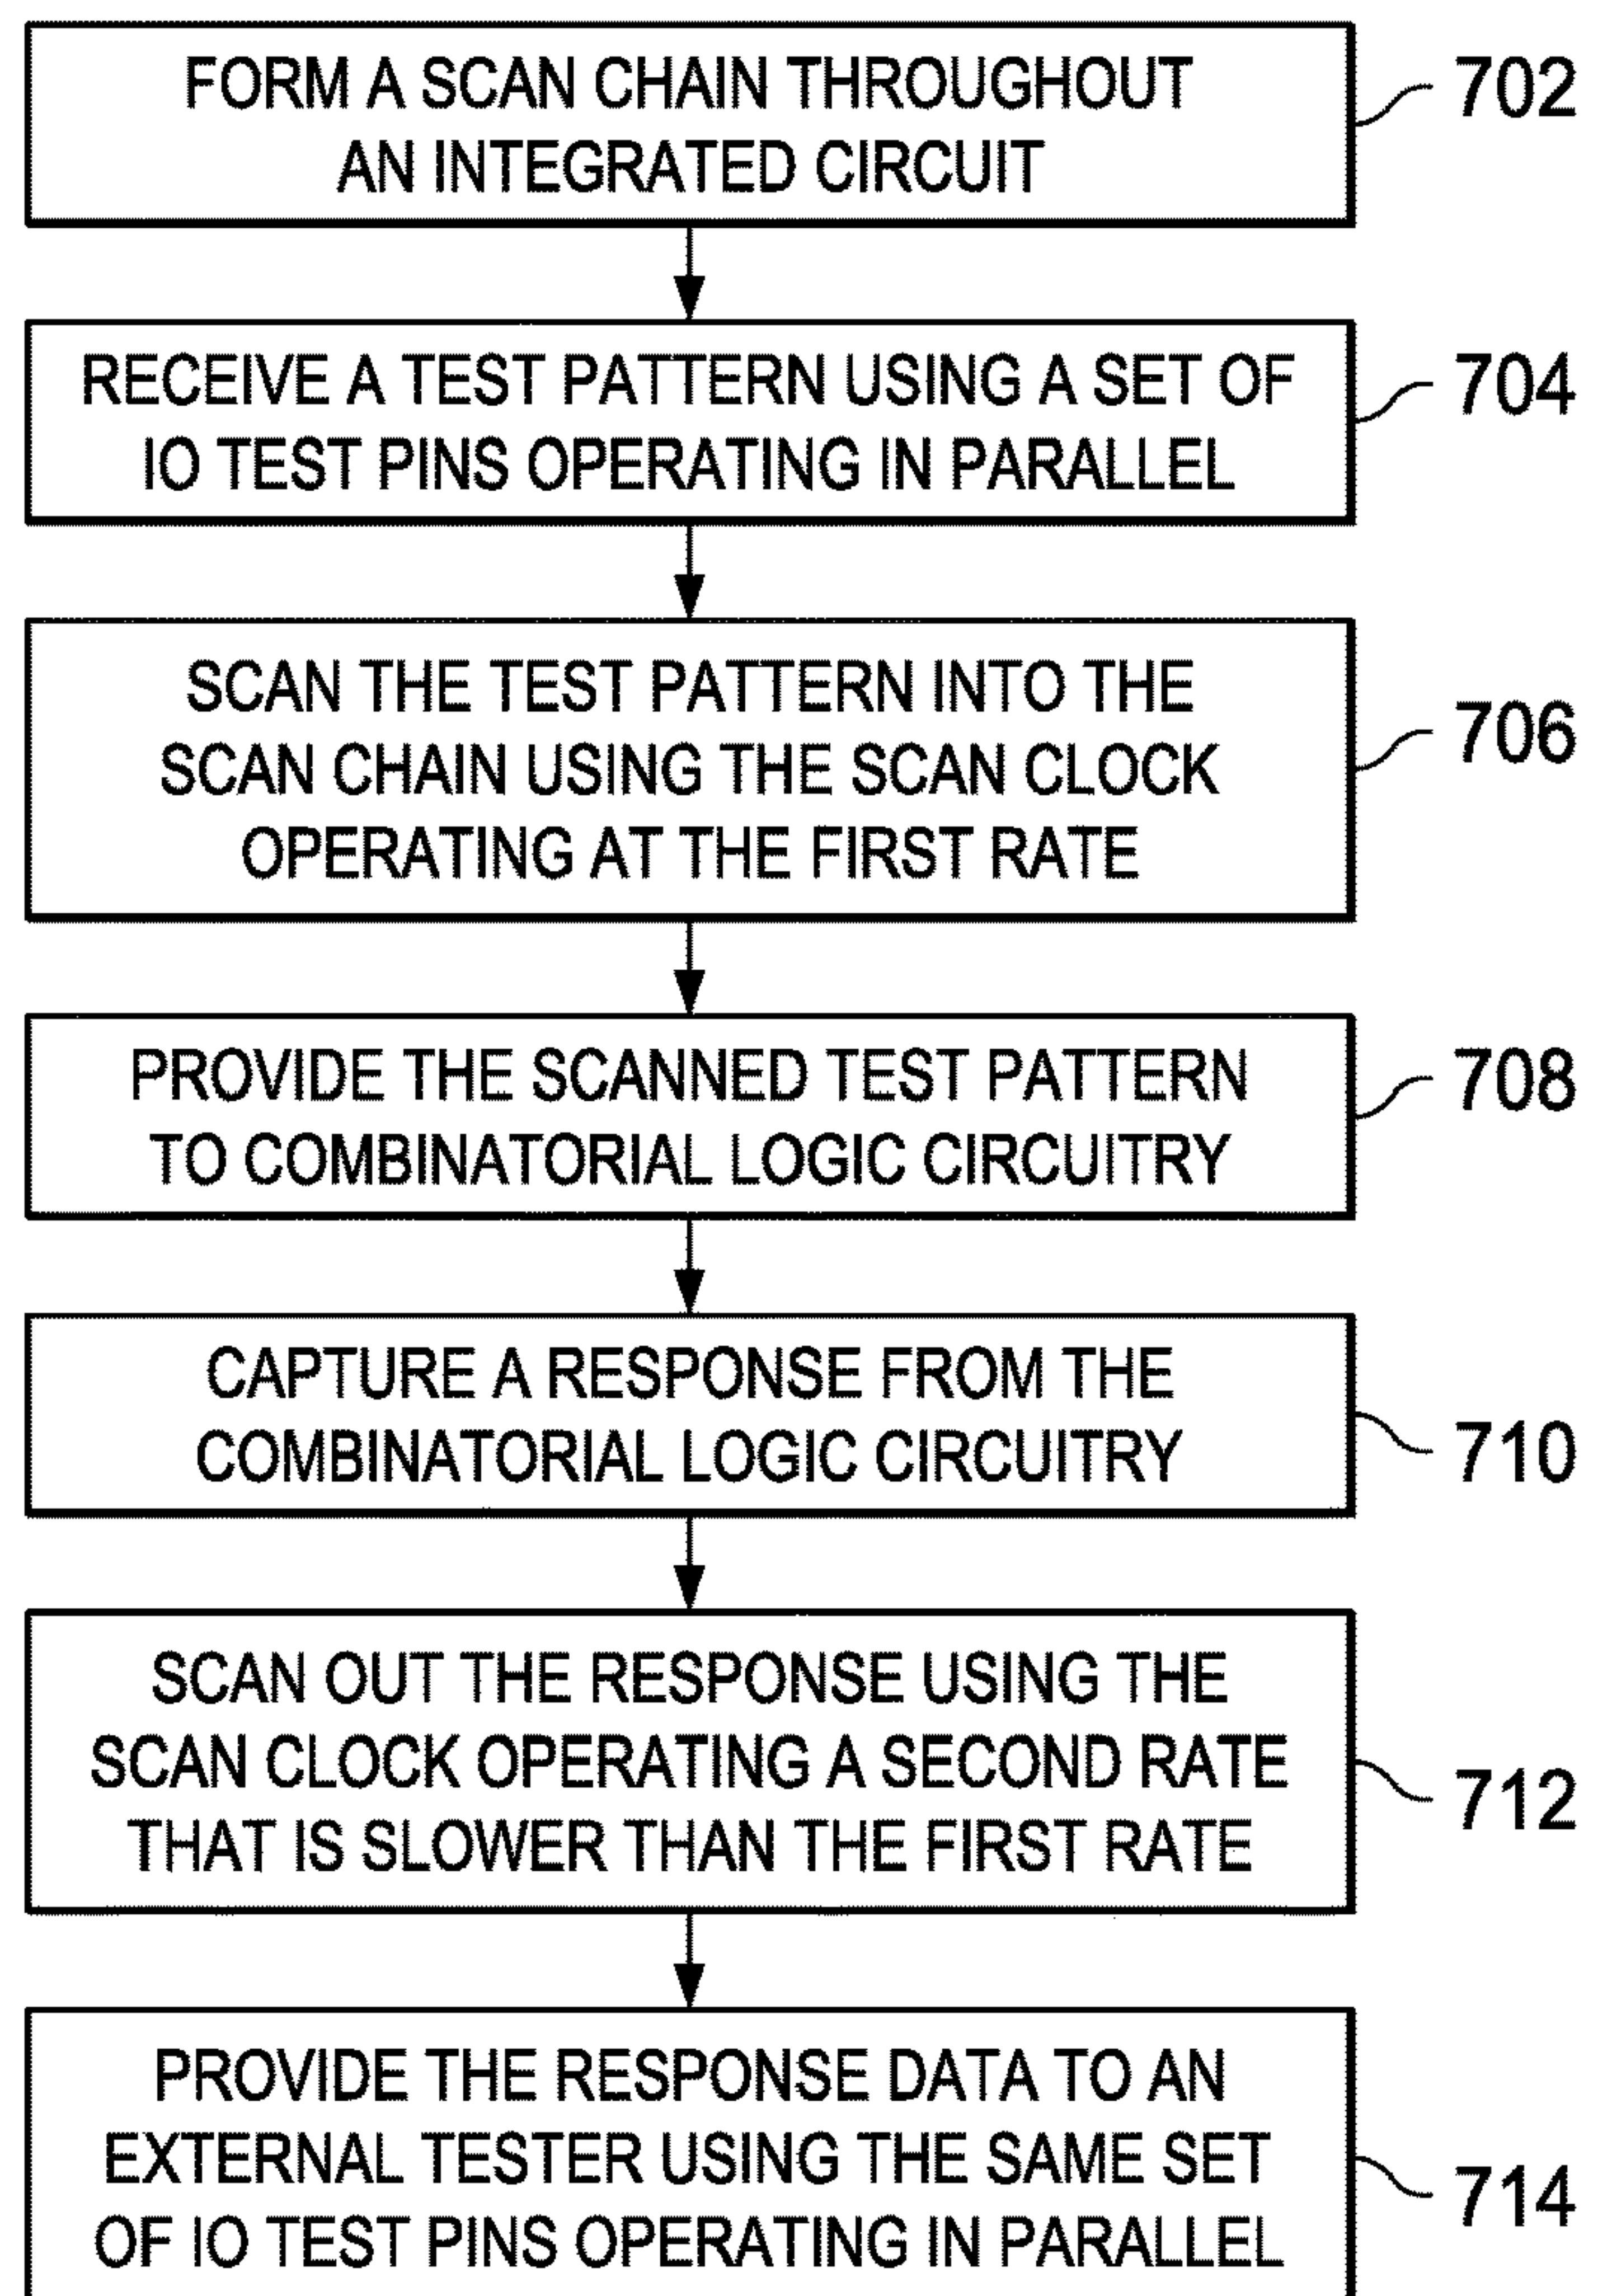 FORM A SCAN CHAIN THROUGHOUT
AN INTEGRATED CIRCUIT
702
RECEIVE A TEST PATTERN USING A SET OF
IO TEST PINS OPERATING IN PARALLEL
704
SCAN THE TEST PATTERN INTO THE
SCAN CHAIN USING THE SCAN CLOCK
OPERATING AT THE FIRST RATE
706
PROVIDE THE SCANNED TEST PATTERN
TO COMBINATORIAL LOGIC CIRCUITRY
708
CAPTURE A RESPONSE FROM THE
COMBINATORIAL LOGIC CIRCUITRY
710
SCAN OUT THE RESPONSE USING THE
SCAN CLOCK OPERATING A SECOND RATE
THAT IS SLOWER THAN THE FIRST RATE
712
PROVIDE THE RESPONSE DATA TO AN
EXTERNAL TESTER USING THE SAME SET
OF IO TEST PINS OPERATING IN PARALLEL
714